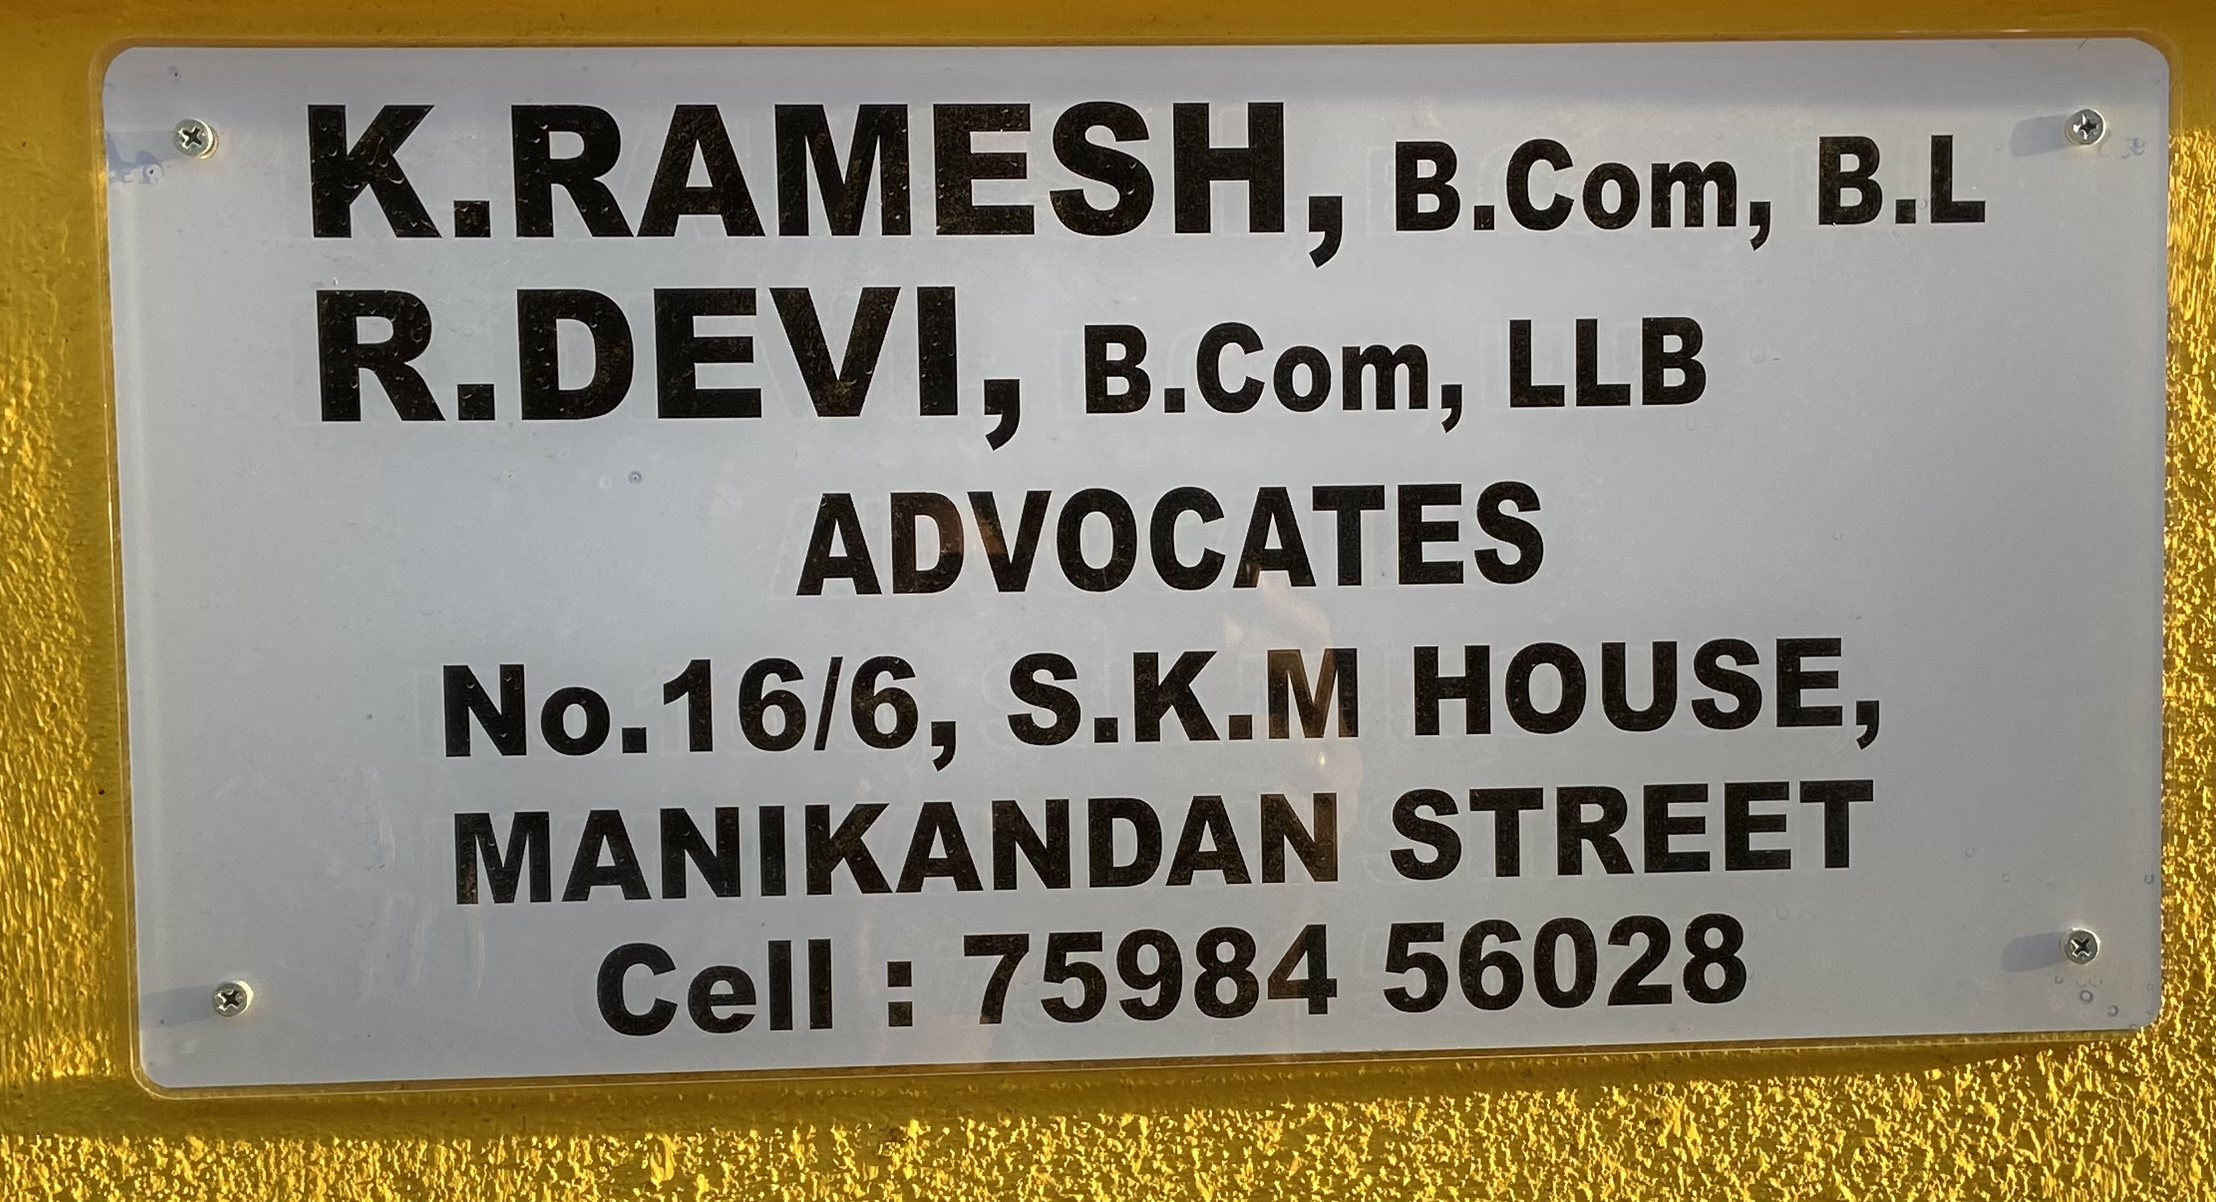 K.RAMESH, B.Com, B.L
R.DEVI, B.Com, LLB
ADVOCATES
No.16/6, S.K.M HOUSE,
MANIKANDAN STREET
Cell : 75984 56028